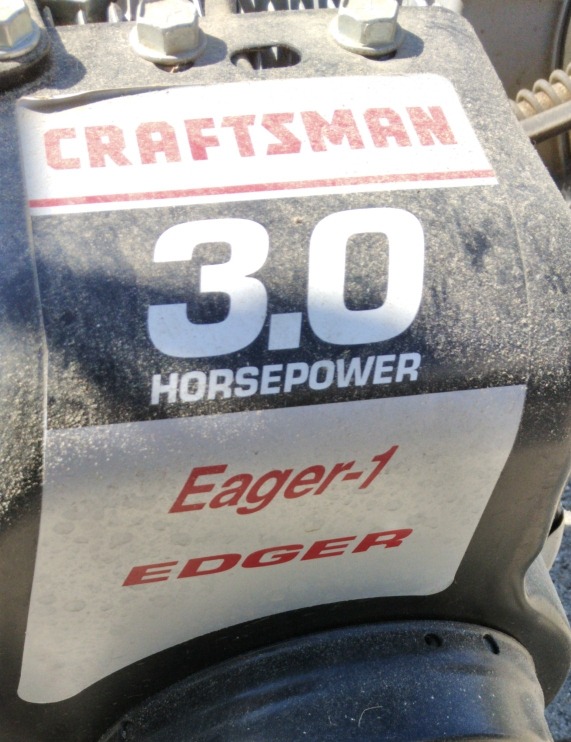 CRAFTSMAN
3.0
HORSEPOWER
Eager-1
EDGER